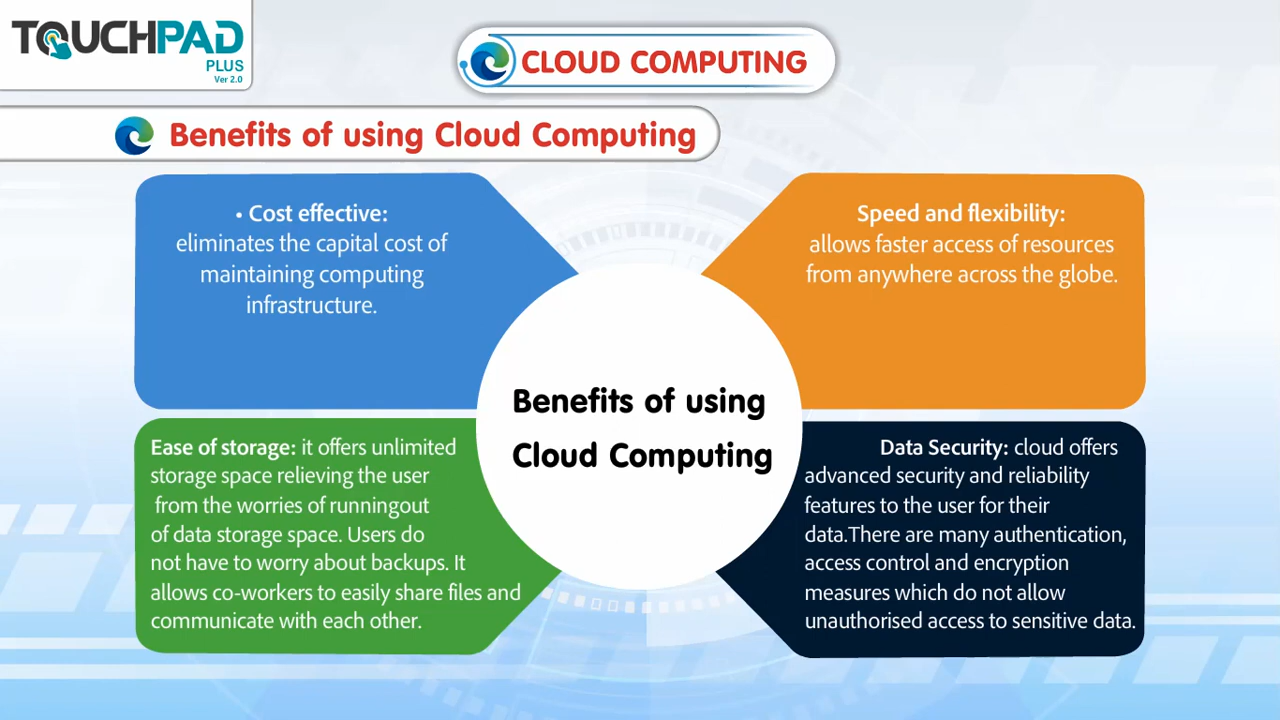 TOUCHPAD
PLUS
Ver 2.0
CLOUD COMPUTING
Benefits of using Cloud Computing
• Cost effective:
eliminates the capital cost of
maintaining computing
infrastructure.
Speed and flexibility:
allows faster access of resources
from anywhere across the globe.
Benefits of using
Cloud Computing
Ease of storage: it offers unlimited
storage space relieving the user
from the worries of runningout
of data storage space. Users do
not have to worry about backups. It
allows co-workers to easily share files and
communicate with each other.
Data Security: cloud offers
advanced security and reliability
features to the user for their
data.There are many authentication,
access control and encryption
measures which do not allow
unauthorised access to sensitive data.